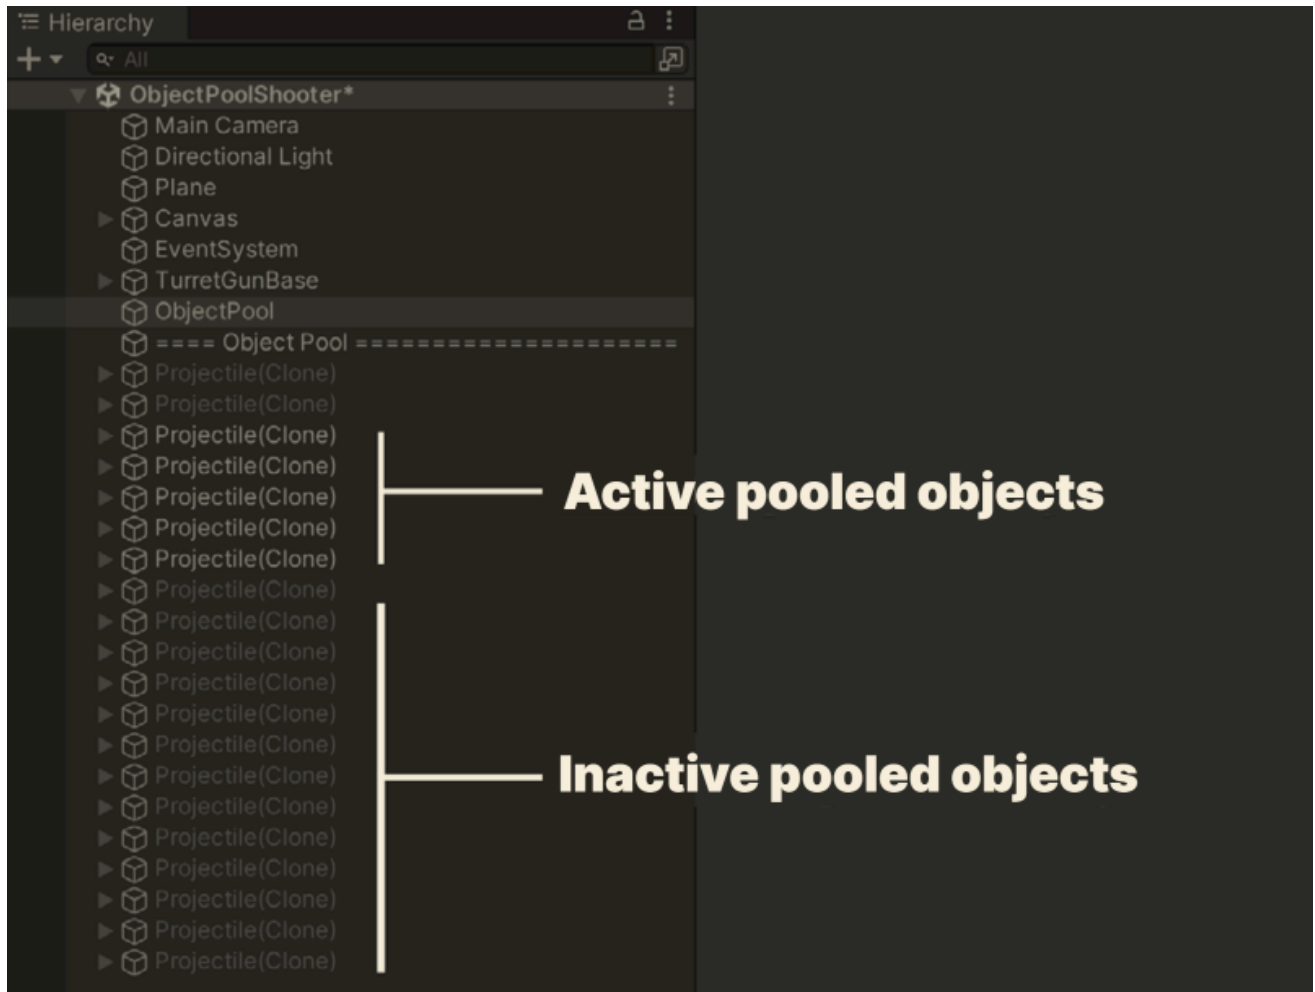 Hierarchy
All
ObjectPoolShooter*
Main Camera
Directional Light
Plane
Canvas
EventSystem
TurretGunBase
ObjectPool
==== Object Pool =====================
Projectile(Clone)
Projectile(Clone)
Projectile(Clone)
Projectile(Clone)
Projectile(Clone)
Projectile(Clone)
Projectile(Clone)
Active pooled objects
Projectile(Clone)
Projectile(Clone)
Projectile(Clone)
Projectile(Clone)
Projectile(Clone)
Projectile(Clone)
Projectile(Clone)
Projectile(Clone)
Projectile(Clone)
Projectile(Clone)
Projectile(Clone)
Projectile(Clone)
Projectile(Clone)
Inactive pooled objects